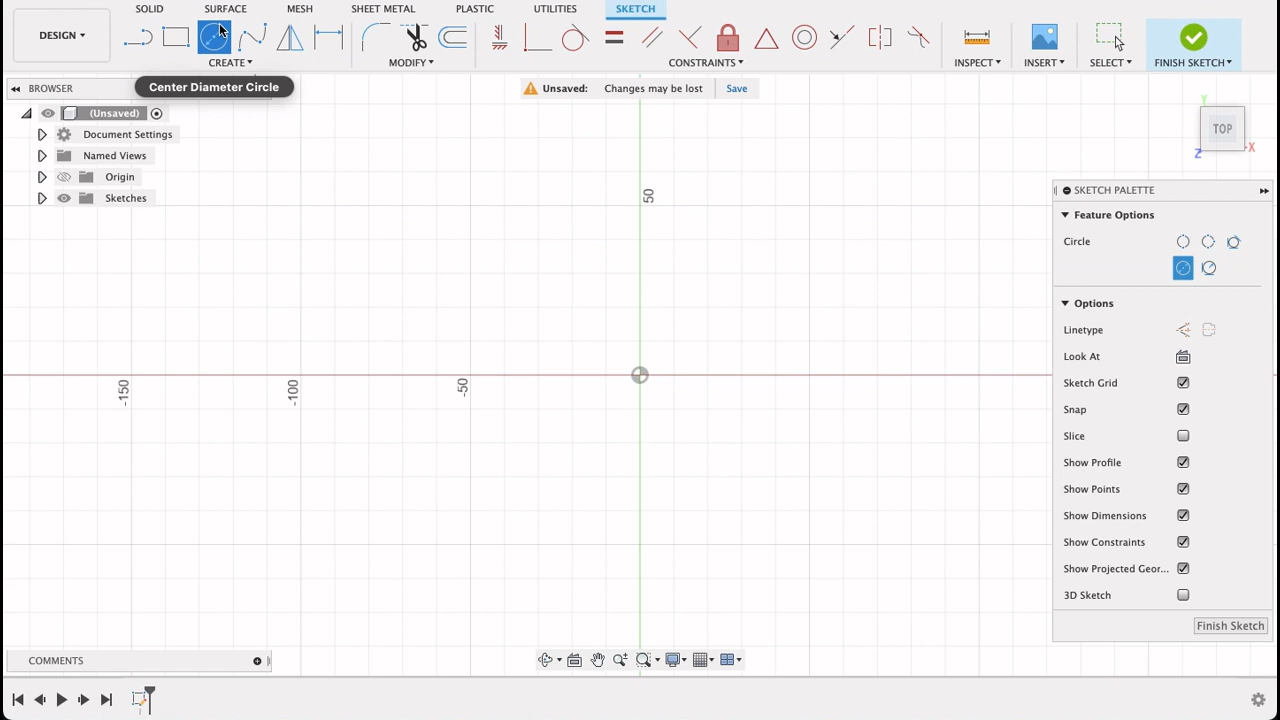 SOLID SURFACE MESH SHEET METAL PLASTIC UTILITIES SKETCH
DESIGN
CREATE MODIFY CONSTRAINTS INSPECT INSERT SELECT FINISH SKETCH
Center Diameter Circle
BROWSER
Unsaved: Changes may be lost Save
(Unsaved)
Document Settings
Named Views
Origin
Sketches
Y
TOP
X
Z
50
-150
-100
-50
SKETCH PALETTE
Feature Options
Circle
Options
Linetype
Look At
Sketch Grid
Snap
Slice
Show Profile
Show Points
Show Dimensions
Show Constraints
Show Projected Geor...
3D Sketch
Finish Sketch
COMMENTS